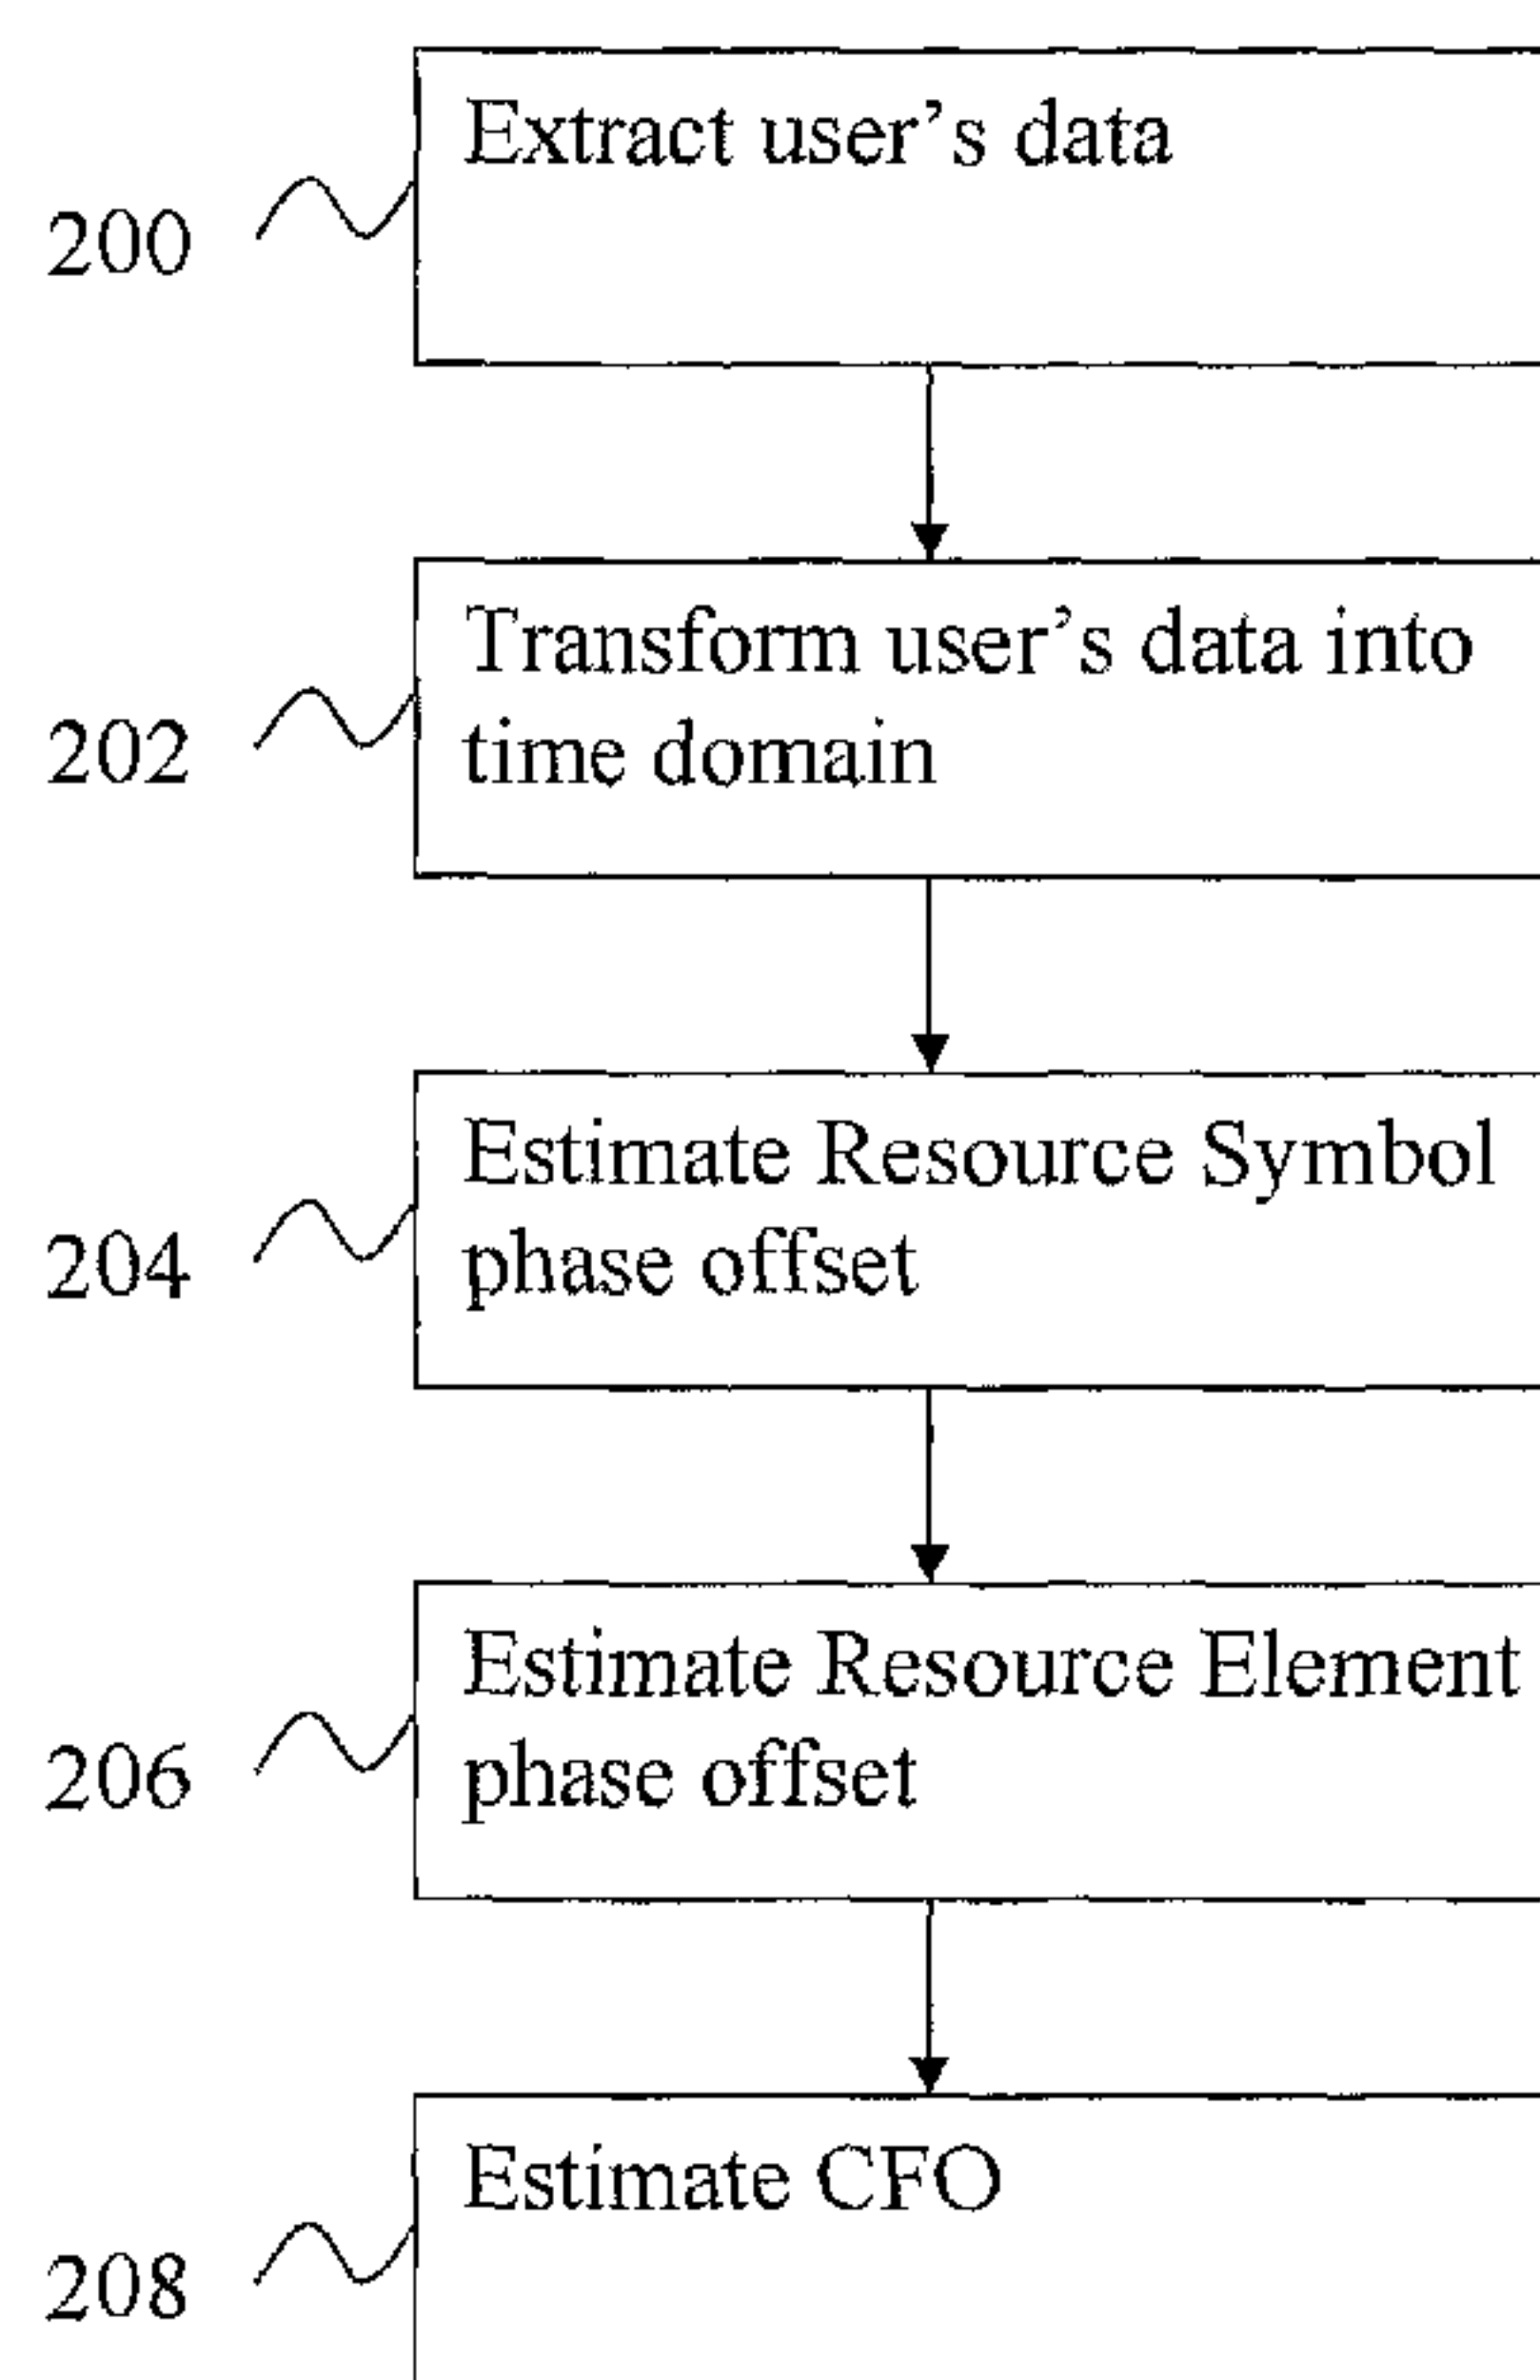 Extract user’s data
200
Transform user’s data into
time domain
202
Estimate Resource Symbol
phase offset
204
Estimate Resource Element
phase offset
206
Estimate CFO
208